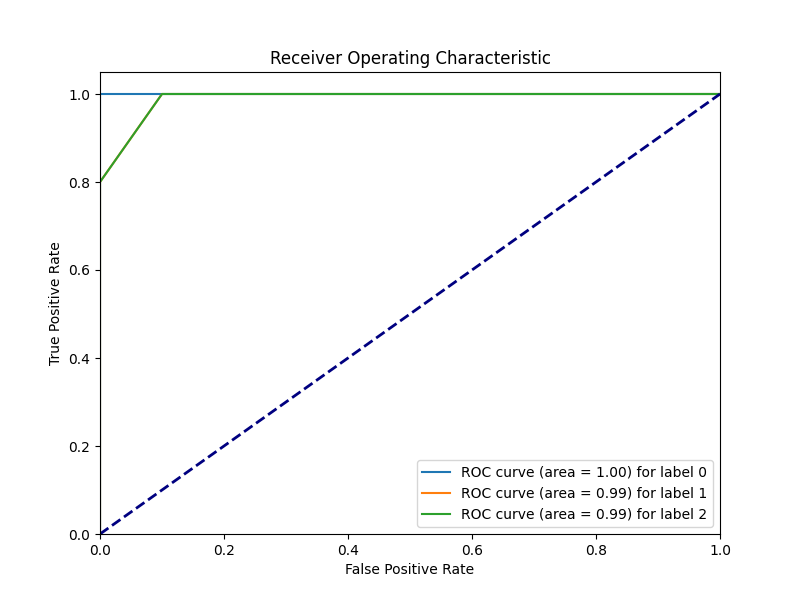 Receiver Operating Characteristic
True Positive Rate
1.0
0.8
0.6
0.4
0.2
0.0
ROC curve (area = 1.00) for label 0
ROC curve (area = 0.99) for label 1
ROC curve (area = 0.99) for label 2
0.0 0.2 0.4 0.6 0.8 1.0
False Positive Rate